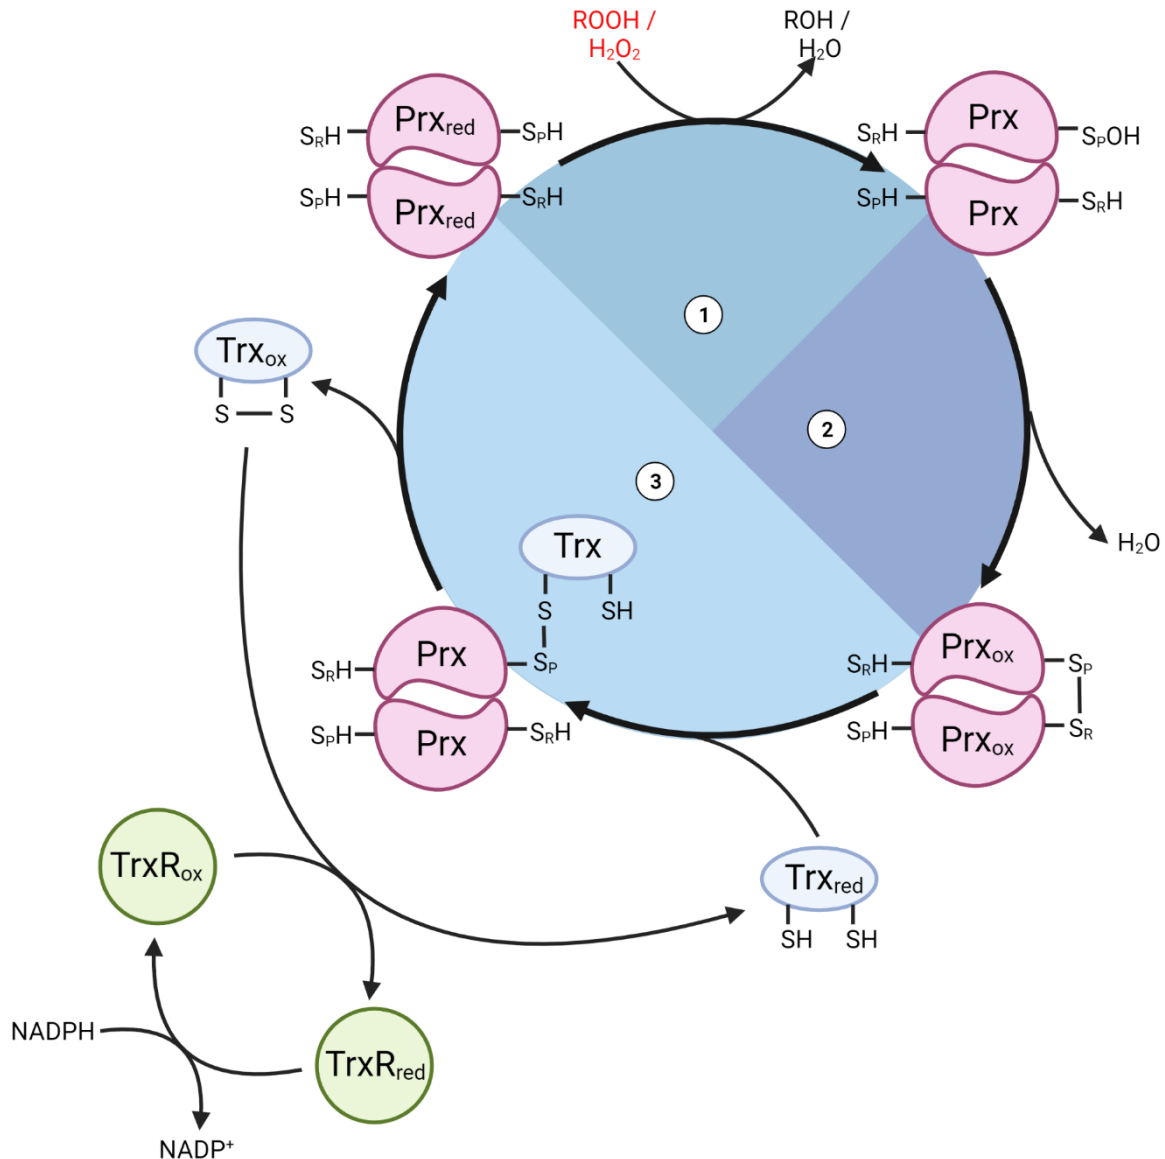 ROOH /
H₂O₂
ROH /
H₂O
SRH
Prxred
SPH
SPH
Prxred
SRH
SRH
Prx
SPOH
SPH
Prx
SRH
1
Trxox
S — S
2
3
H₂O
Trx
S
SH
SRH
Prx
SP
SPH
Prx
SRH
SRH
Prxox
SP
SPH
Prxox
SR
TrxRox
Trxred
SH
SH
NADPH
TrxRred
NADP⁺